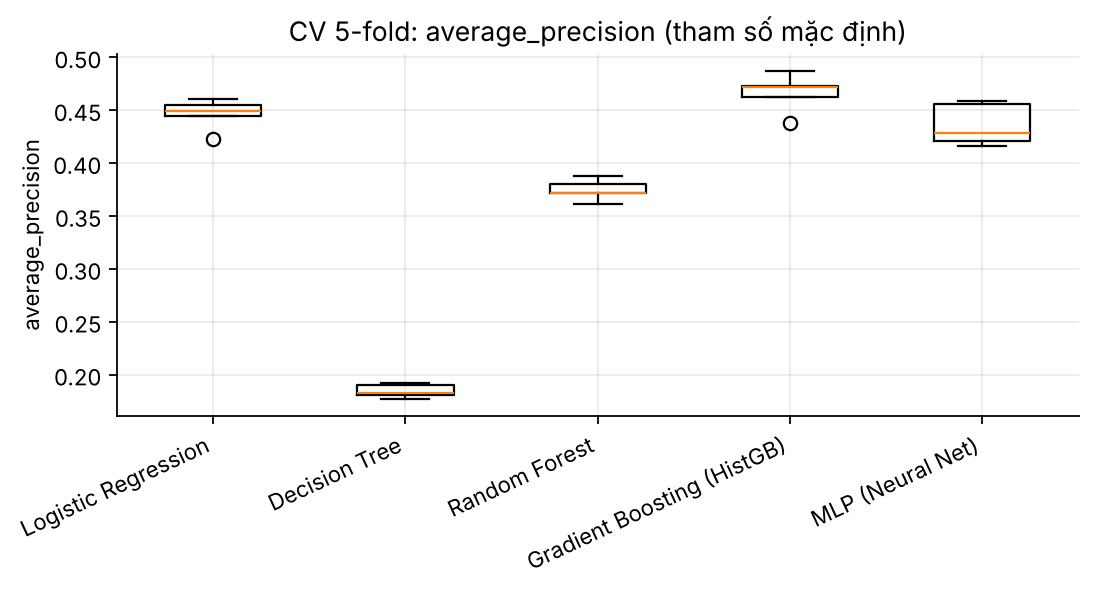 CV 5-fold: average_precision (tham số mặc định)
average_precision
0.50
0.45
0.40
0.35
0.30
0.25
0.20
Logistic Regression
Decision Tree
Random Forest
Gradient Boosting (HistGB)
MLP (Neural Net)